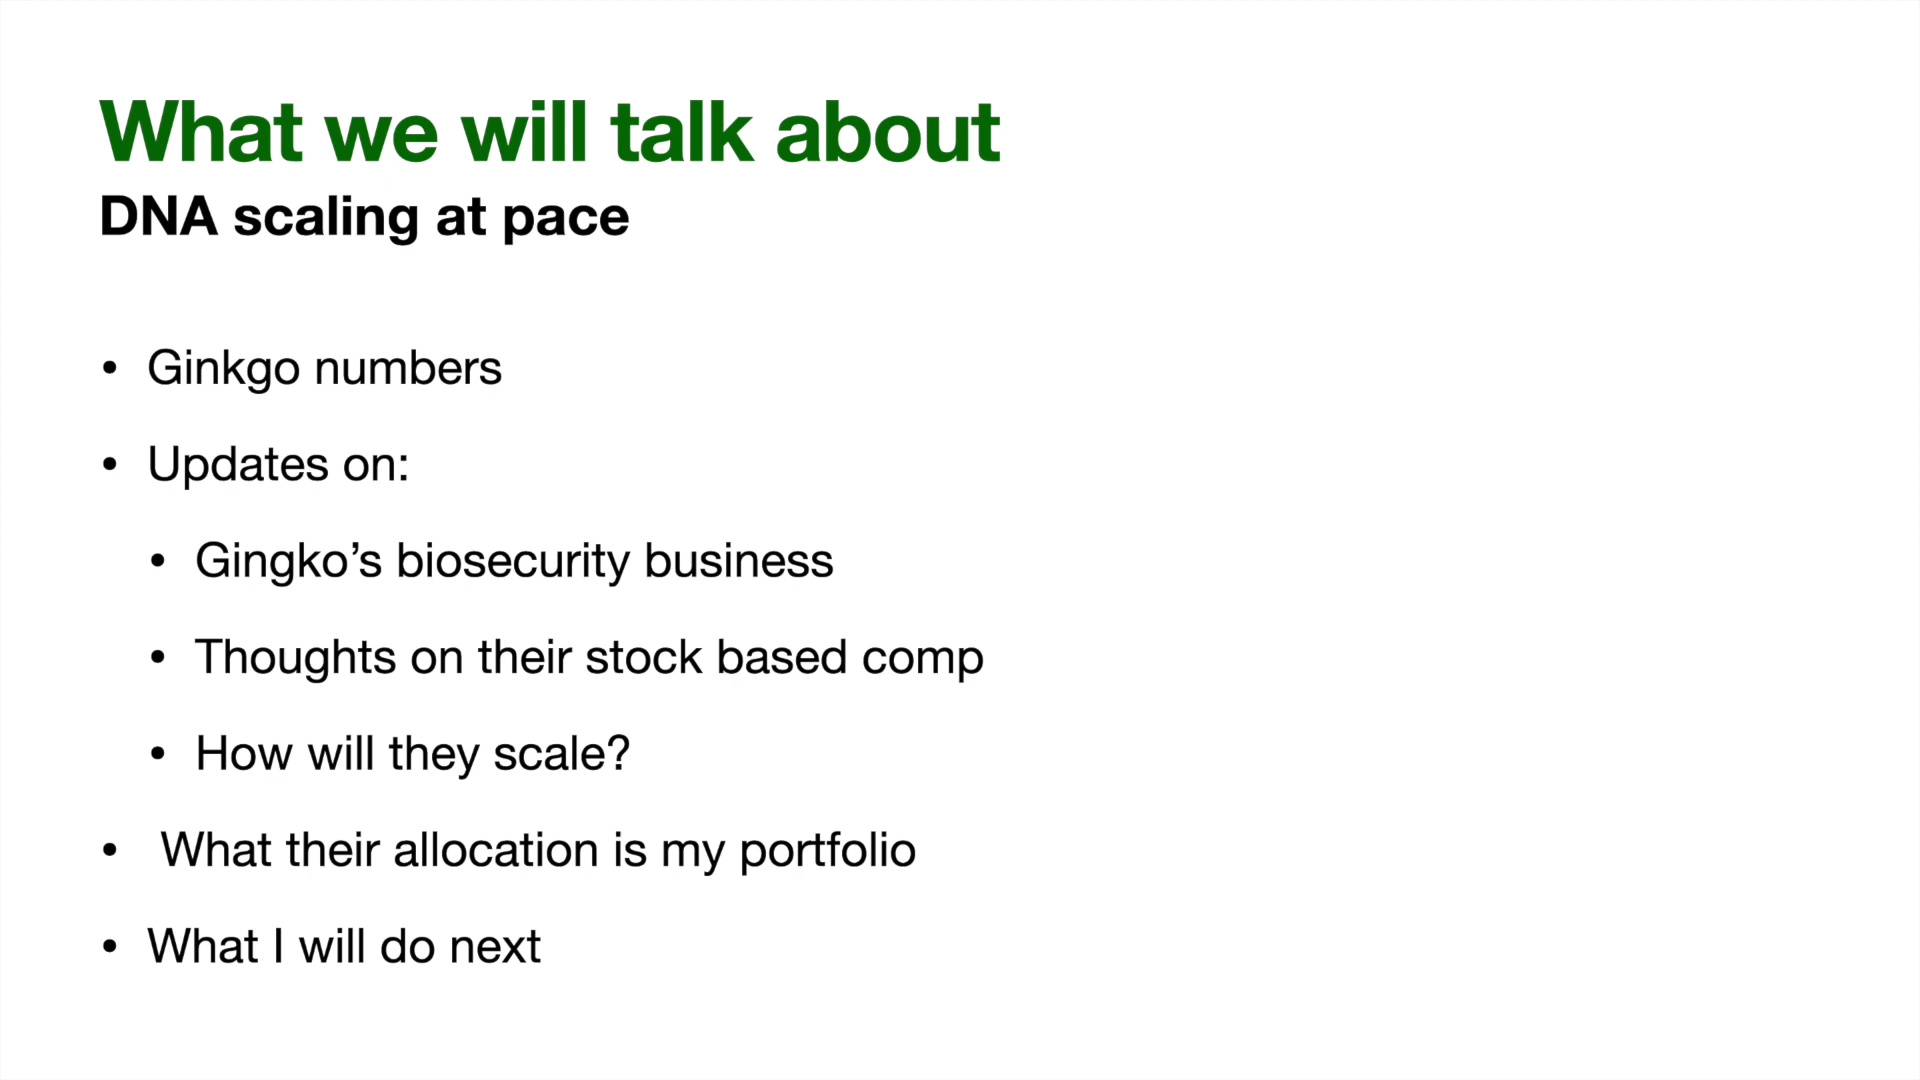 What we will talk about
DNA scaling at pace
• Ginkgo numbers
• Updates on:
• Gingko’s biosecurity business
• Thoughts on their stock based comp
• How will they scale?
• What their allocation is my portfolio
• What I will do next